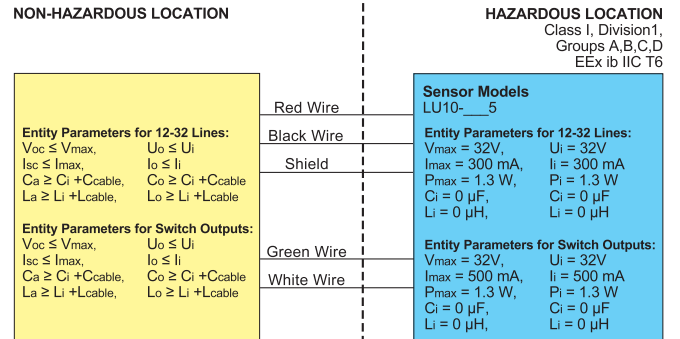 NON-HAZARDOUS LOCATION
HAZARDOUS LOCATION
Class I, Division1,
Groups A,B,C,D
EEx ib IIC T6
Red Wire
Black Wire
Shield
Green Wire
White Wire
Entity Parameters for 12-32 Lines:
Voc ≤ Vmax, Uo ≤ Ui
Isc ≤ Imax, Io ≤ Ii
Ca ≥ Ci +Ccable, Co ≥ Ci +Ccable
La ≥ Li +Lcable, Lo ≥ Li +Lcable
Entity Parameters for Switch Outputs:
Voc ≤ Vmax, Uo ≤ Ui
Isc ≤ Imax, Io ≤ Ii
Ca ≥ Ci +Ccable, Co ≥ Ci +Ccable
La ≥ Li +Lcable, Lo ≥ Li +Lcable
Sensor Models
LU10-___5
Entity Parameters for 12-32 Lines:
Vmax = 32V, Ui = 32V
Imax = 300 mA, Ii = 300 mA
Pmax = 1.3 W, Pi = 1.3 W
Ci = 0 µF, Ci = 0 µF
Li = 0 µH, Li = 0 µH
Entity Parameters for Switch Outputs:
Vmax = 32V, Ui = 32V
Imax = 500 mA, Ii = 500 mA
Pmax = 1.3 W, Pi = 1.3 W
Ci = 0 µF, Ci = 0 µF
Li = 0 µH, Li = 0 µH